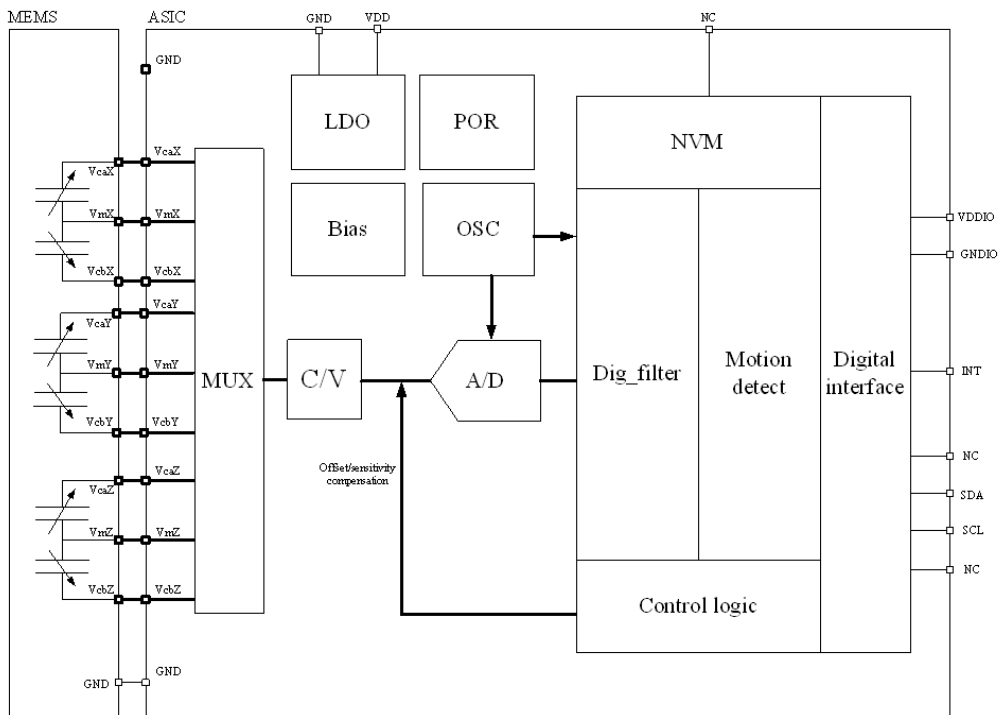 MEMS
ASIC
GND
VDD
NC
GND
LDO
POR
NVM
VcaX
VcaX
VmX
VmX
VcbX
VcbX
Bias
OSC
VDDIO
GNDIO
VcaY
VcaY
VmY
VmY
VcbY
VcbY
MUX
C/V
A/D
Dig_filter
Motion
detect
Digital
interface
INT
Offset/sensitivity
compensation
NC
SDA
SCL
NC
VcaZ
VcaZ
VmZ
VmZ
VcbZ
VcbZ
Control logic
GND
GND